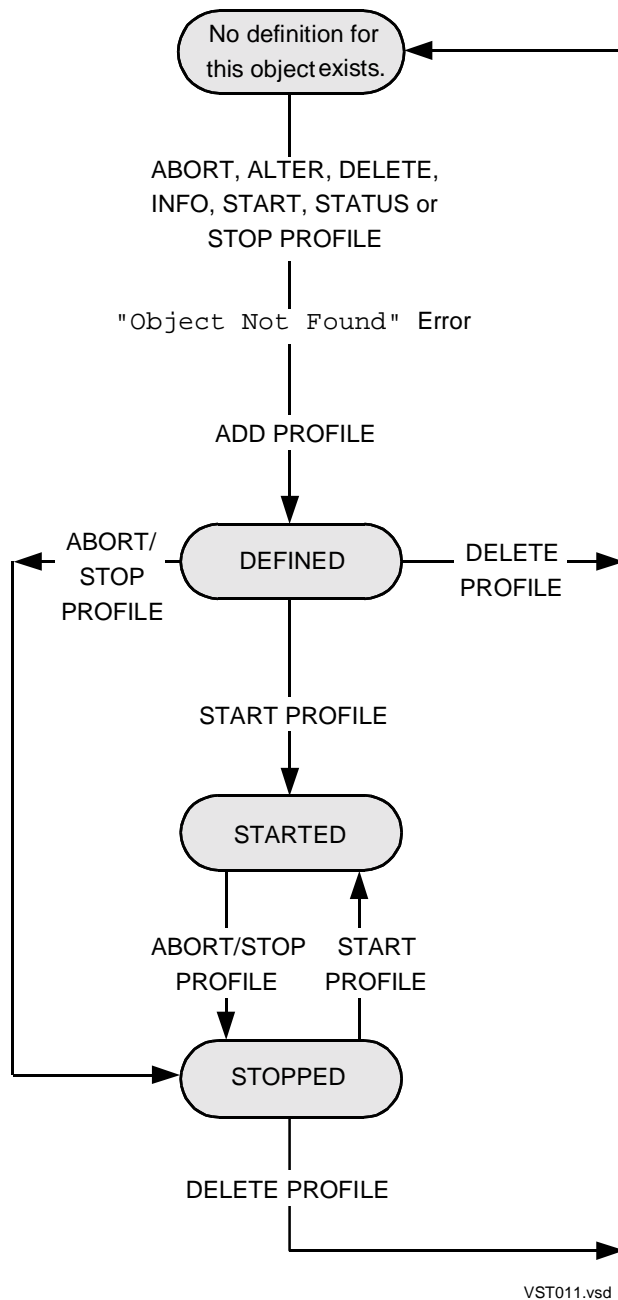 No definition for
this object exists.
ABORT, ALTER, DELETE,
INFO, START, STATUS or
STOP PROFILE
"Object Not Found" Error
ADD PROFILE
ABORT/
STOP
PROFILE
DEFINED
DELETE
PROFILE
START PROFILE
STARTED
ABORT/STOP
PROFILE
START
PROFILE
STOPPED
DELETE PROFILE
VST011.vsd